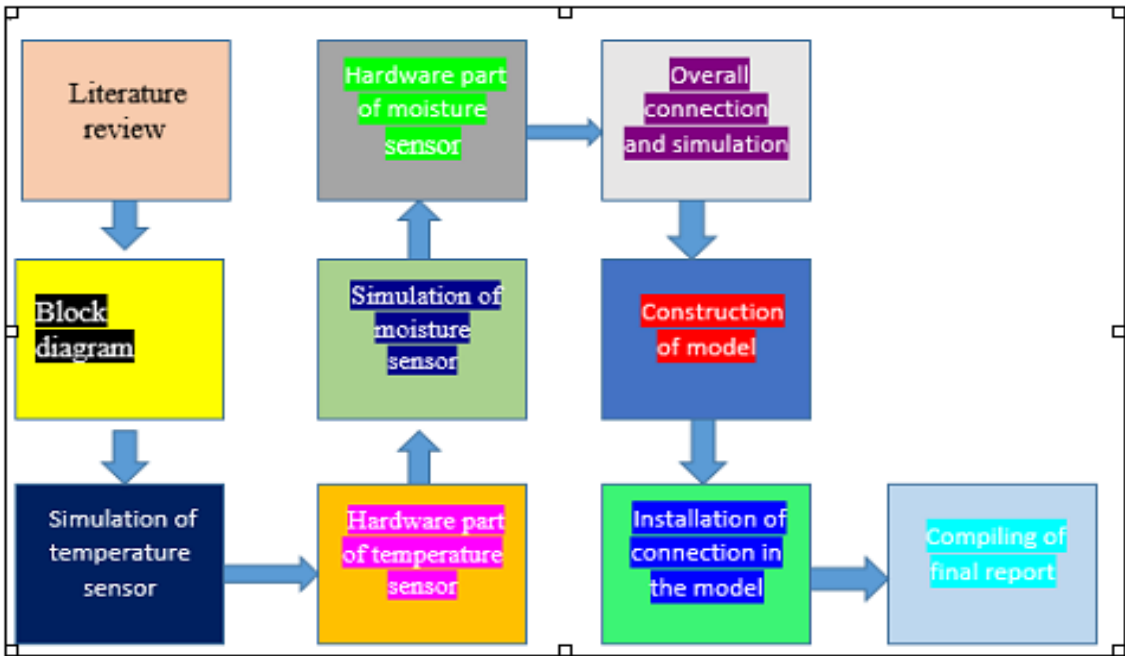 Literature
review
Block
diagram
Simulation of
temperature
sensor
Hardware part
of temperature
sensor
Simulation of
moisture
sensor
Hardware part
of moisture
sensor
Overall
connection
and simulation
Construction
of model
Installation of
connection in
the model
Compiling of
final report